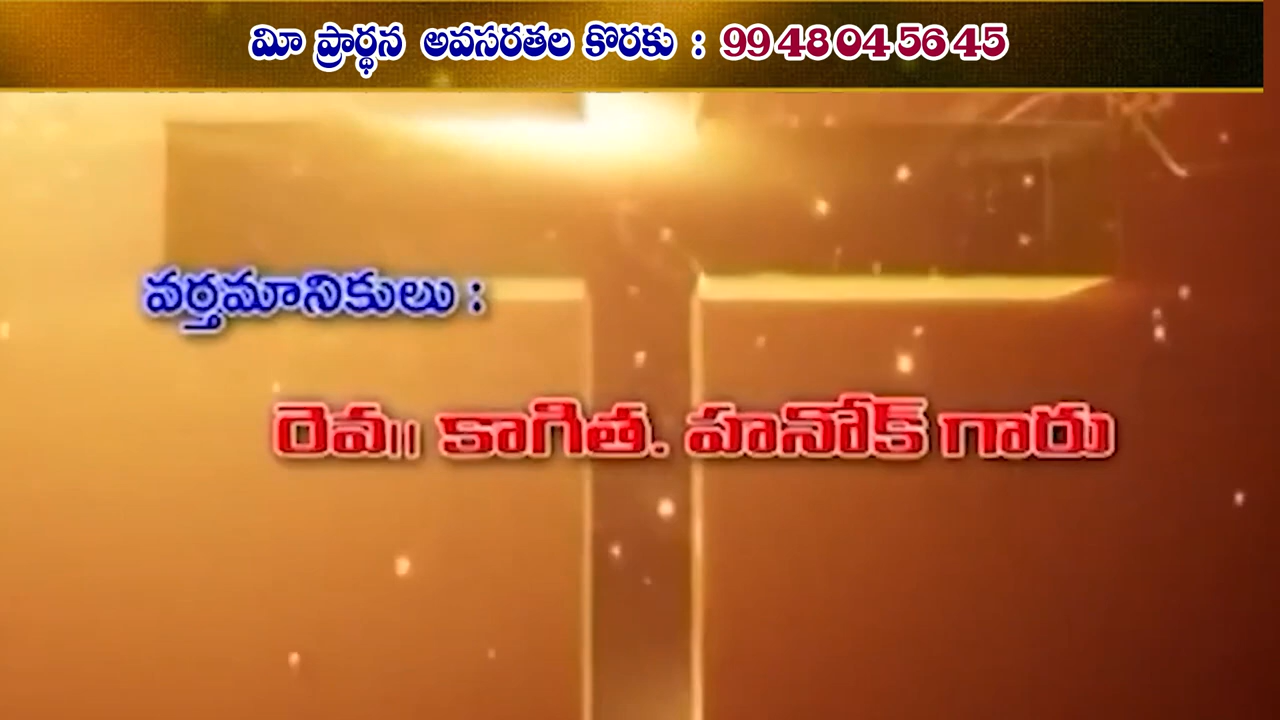 మీ ప్రార్థన అవసరతల కొరకు : 9948045645
వర్తమానికులు :
రెవ|| కాగిత. హనోక్ గారు